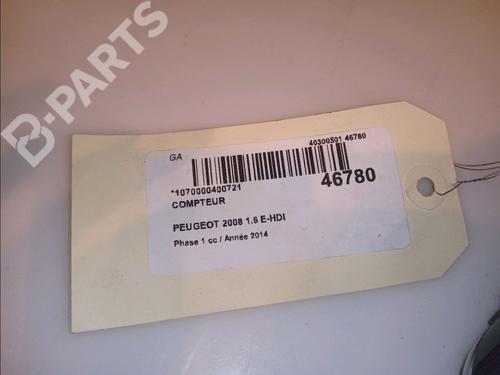 B-PARTS
GA
40300501 46780
*1070000400721
46780
COMPTEUR
PEUGEOT 2008 1.6 E-HDI
Phase 1 cc / Année 2014